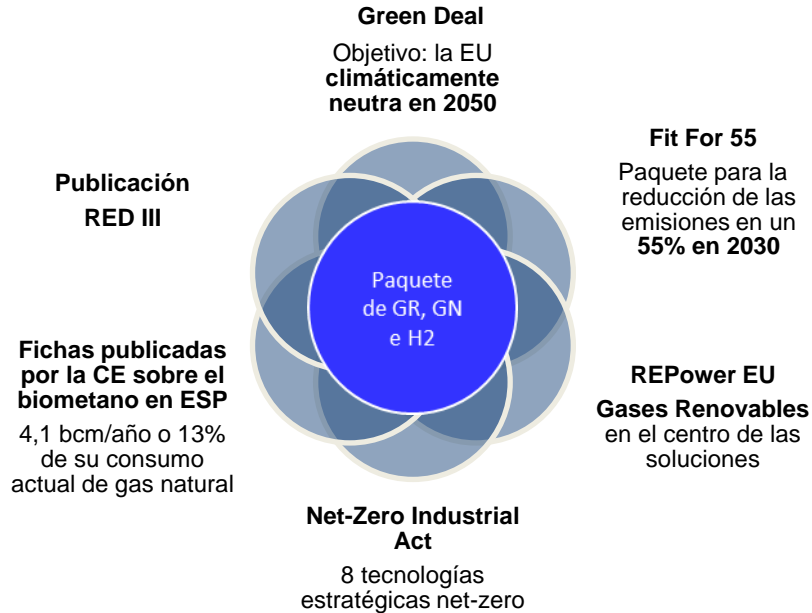 Green Deal
Objetivo: la EU
climáticamente
neutra en 2050
Fit For 55
Paquete para la
reducción de las
emisiones en un
55% en 2030
REPower EU
Gases Renovables
en el centro de las
soluciones
Net-Zero Industrial
Act
8 tecnologías
estratégicas net-zero
Fichas publicadas
por la CE sobre el
biometano en ESP
4,1 bcm/año o 13%
de su consumo
actual de gas natural
Publicación
RED III
Paquete
de GR, GN
e H2